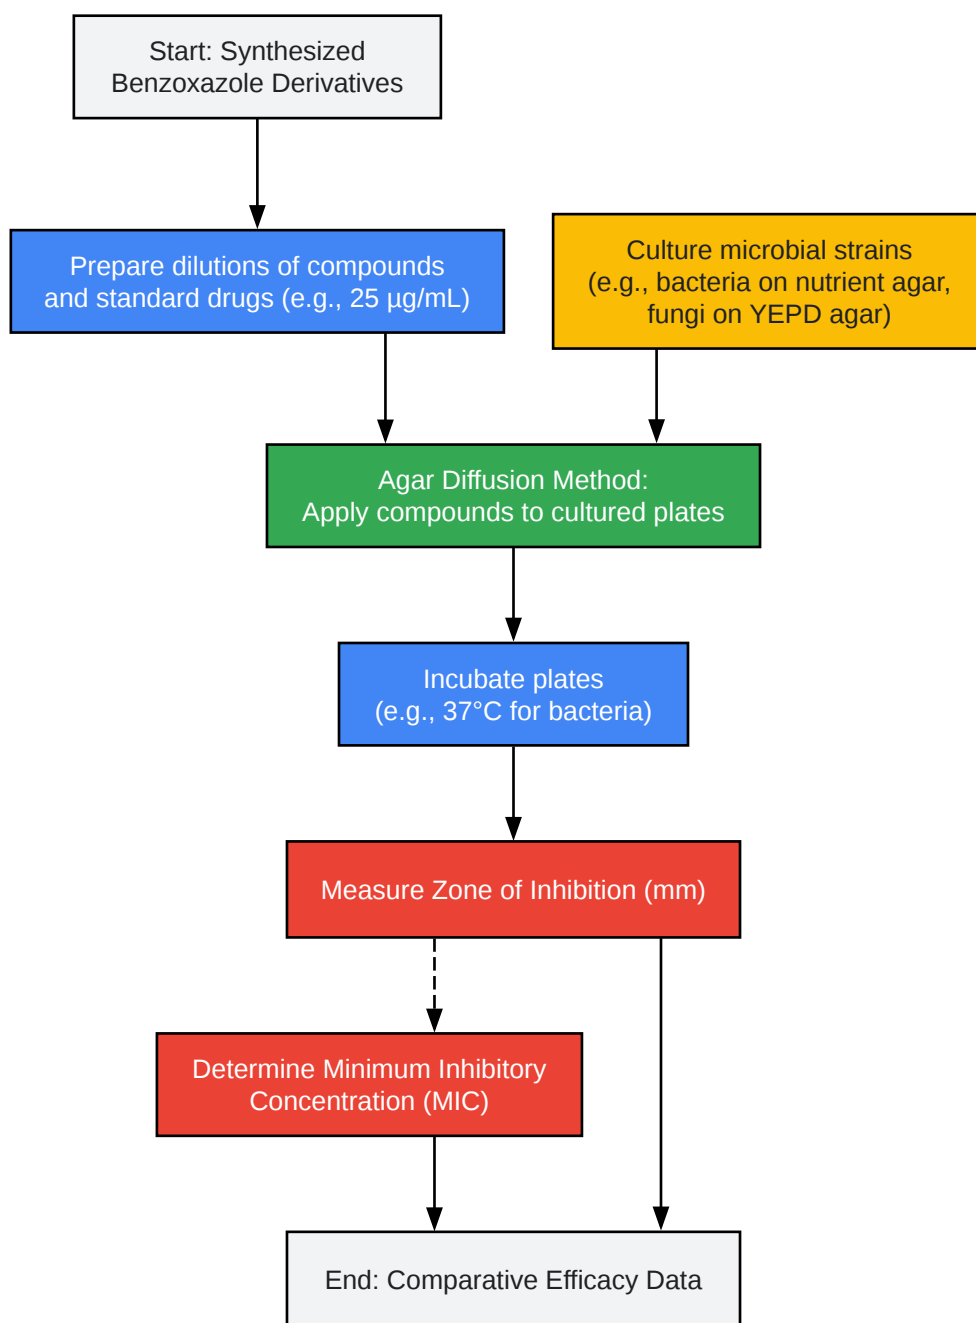 Start: Synthesized
Benzoxazole Derivatives
Prepare dilutions of compounds
and standard drugs (e.g., 25 µg/mL)
Culture microbial strains
(e.g., bacteria on nutrient agar,
fungi on YEPD agar)
Agar Diffusion Method:
Apply compounds to cultured plates
Incubate plates
(e.g., 37°C for bacteria)
Measure Zone of Inhibition (mm)
Determine Minimum Inhibitory
Concentration (MIC)
End: Comparative Efficacy Data